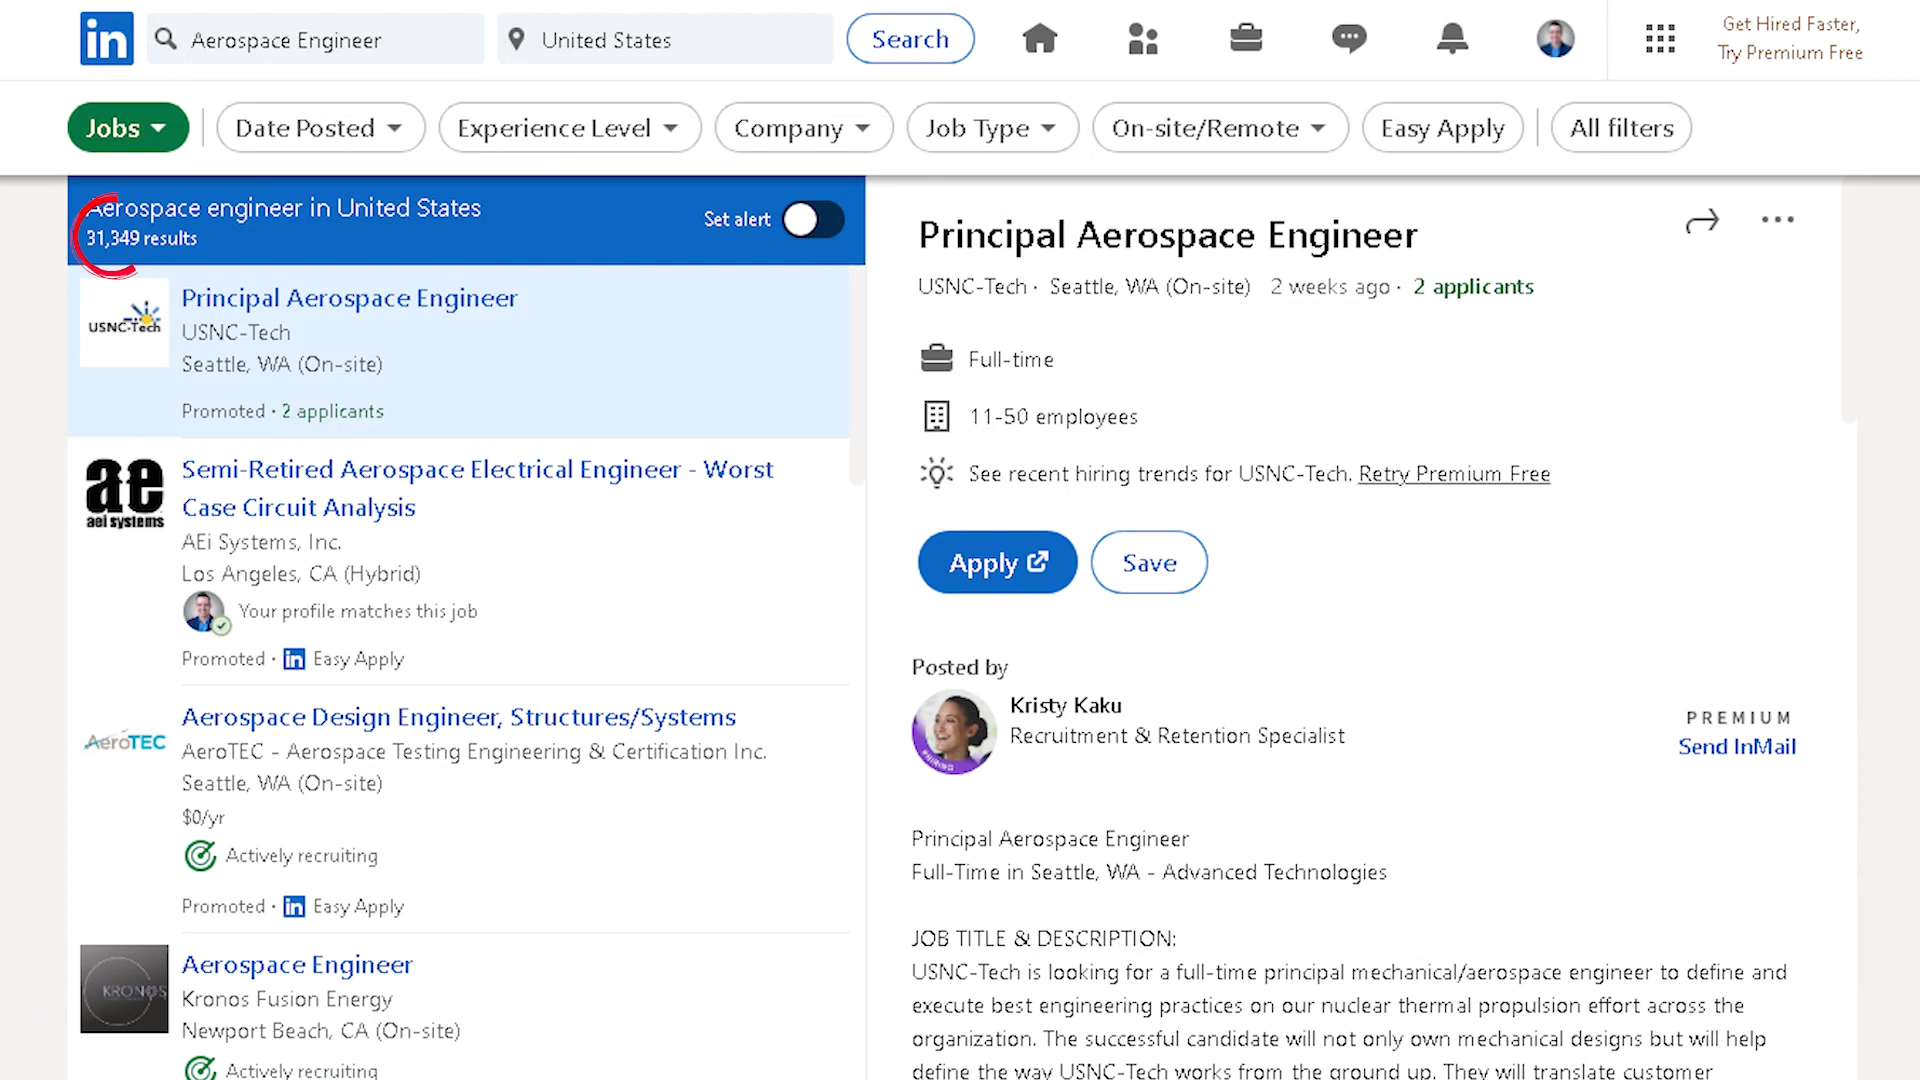 in
Aerospace Engineer
United States
Search
Get Hired Faster,
Try Premium Free
Jobs
Date Posted
Experience Level
Company
Job Type
On-site/Remote
Easy Apply
All filters
Aerospace engineer in United States
31,349 results
Set alert
USNC-Tech
Principal Aerospace Engineer
USNC-Tech
Seattle, WA (On-site)
Promoted · 2 applicants
ae
aei systems
Semi-Retired Aerospace Electrical Engineer - Worst
Case Circuit Analysis
AEi Systems, Inc.
Los Angeles, CA (Hybrid)
Your profile matches this job
Promoted · in Easy Apply
AeroTEC
Aerospace Design Engineer, Structures/Systems
AeroTEC - Aerospace Testing Engineering & Certification Inc.
Seattle, WA (On-site)
$0/yr
Actively recruiting
Promoted · in Easy Apply
KRONOS
Aerospace Engineer
Kronos Fusion Energy
Newport Beach, CA (On-site)
Actively recruiting
Principal Aerospace Engineer
USNC-Tech · Seattle, WA (On-site) 2 weeks ago · 2 applicants
Full-time
11-50 employees
See recent hiring trends for USNC-Tech. Retry Premium Free
Apply
Save
Posted by
Kristy Kaku
Recruitment & Retention Specialist
#HIRING
PREMIUM
Send InMail
Principal Aerospace Engineer
Full-Time in Seattle, WA - Advanced Technologies
JOB TITLE & DESCRIPTION:
USNC-Tech is looking for a full-time principal mechanical/aerospace engineer to define and
execute best engineering practices on our nuclear thermal propulsion effort across the
organization. The successful candidate will not only own mechanical designs but will help
define the way USNC-Tech works from the ground up. They will translate customer